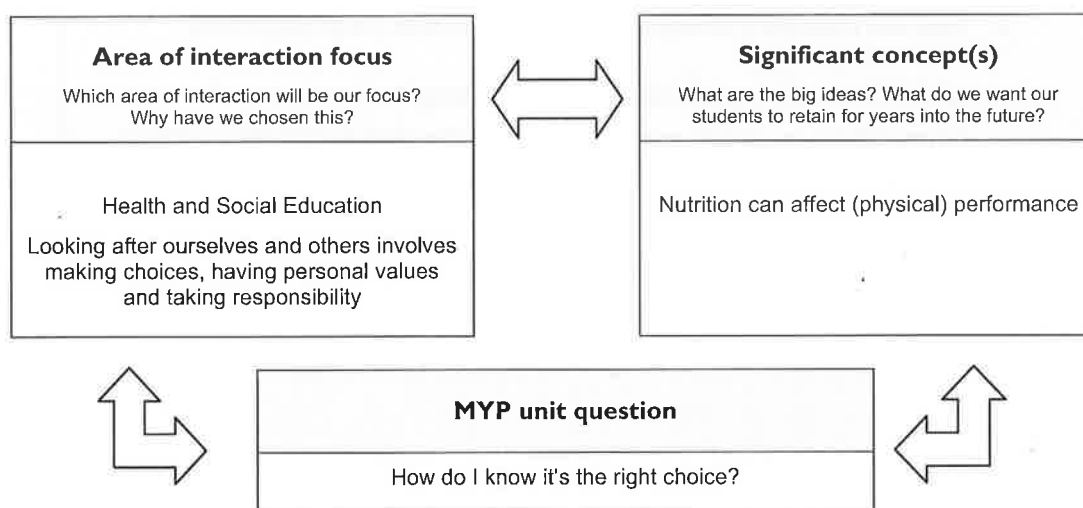 Area of interaction focus
Which area of interaction will be our focus?
Why have we chosen this?
Health and Social Education
Looking after ourselves and others involves
making choices, having personal values
and taking responsibility
Significant concept(s)
What are the big ideas? What do we want our
students to retain for years into the future?
Nutrition can affect (physical) performance
MYP unit question
How do I know it's the right choice?